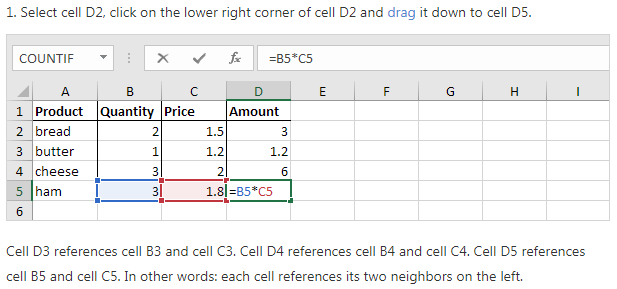 1. Select cell D2, click on the lower right corner of cell D2 and drag it down to cell D5.
COUNTIF fx =B5*C5
A B C D E F G H I
1 Product Quantity Price Amount
2 bread 2 1.5 3
3 butter 1 1.2 1.2
4 cheese 3 2 6
5 ham 3 1.8 =B5*C5
6
Cell D3 references cell B3 and cell C3. Cell D4 references cell B4 and cell C4. Cell D5 references
cell B5 and cell C5. In other words: each cell references its two neighbors on the left.